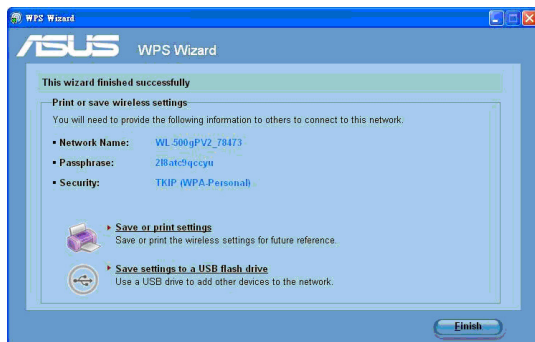 WPS Wizard
ASUS WPS Wizard
This wizard finished successfully
Print or save wireless settings
You will need to provide the following information to others to connect to this network.
▪ Network Name: WL-500gPV2_78473
▪ Passphrase: 2l8atc9qccyu
▪ Security: TKIP (WPA-Personal)
Save or print settings
Save or print the wireless settings for future reference.
Save settings to a USB flash drive
Use a USB drive to add other devices to the network.
Finish